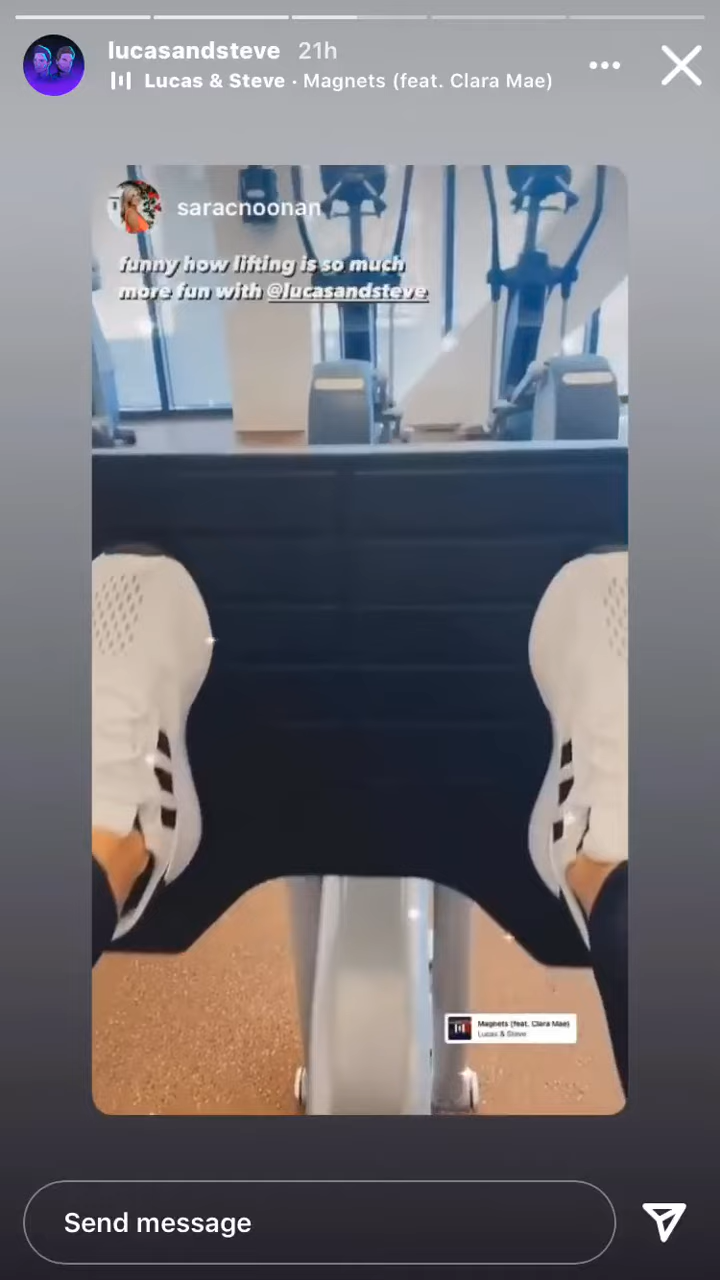 lucasandsteve 21h
Lucas & Steve · Magnets (feat. Clara Mae)
saracnoonan
funny how lifting is so much
more fun with @lucasandsteve
Magnets (feat. Clara Mae)
Lucas & Steve
Send message